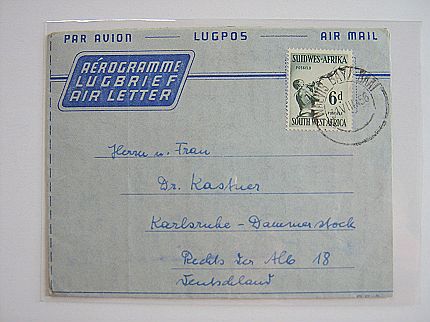 PAR AVION — LUGPOS — AIR MAIL
AÉROGRAMME
LUGBRIEF
AIR LETTER
SUIDWES-AFRIKA
POSSEËL
6d
SOUTH WEST AFRICA
Herrn u. Frau
Dr. Kastner
Karlsruhe - Dammerstock
Rechts der Alb 18
Deutschland